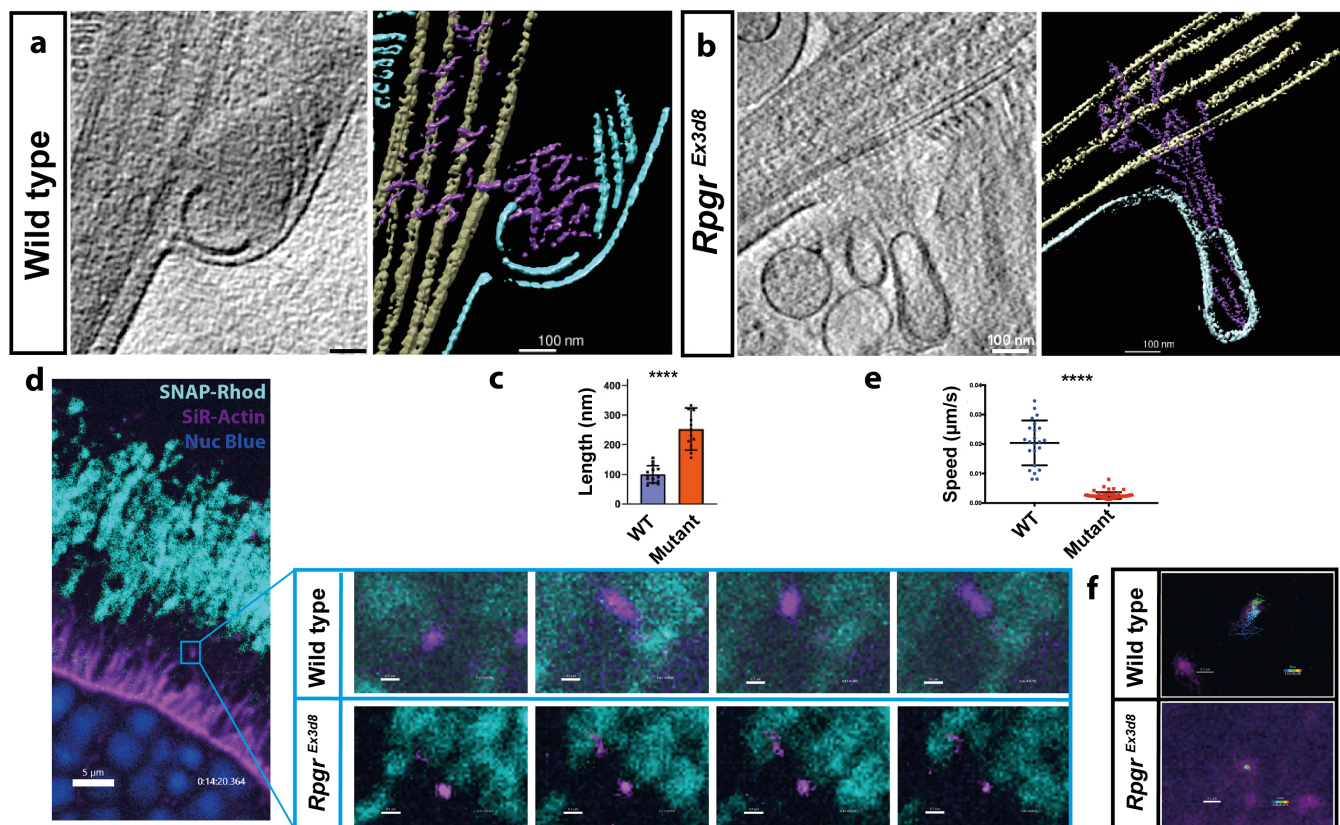 a
Wild type
100 nm
b
Rpgr Ex3d8
100 nm
100 nm
c
****
Length (nm)
400
300
200
100
0
WT
Mutant
d
SNAP-Rhod
SiR-Actin
Nuc Blue
5 µm
0:14:20.364
e
****
Speed (µm/s)
0.04
0.03
0.02
0.01
0.00
WT
Mutant
Wild type
Rpgr Ex3d8
f
Wild type
Rpgr Ex3d8